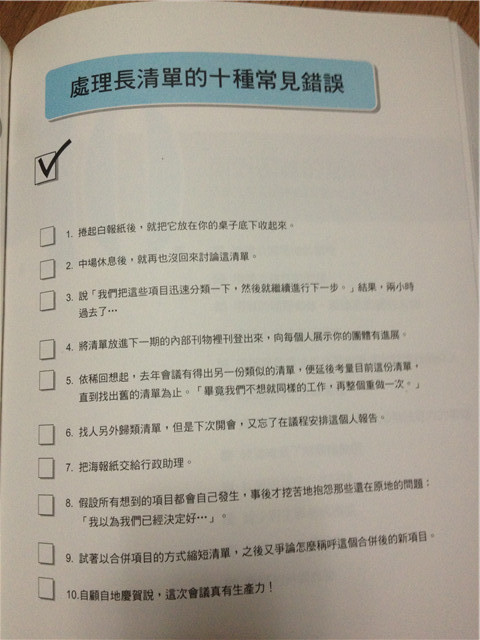 處理長清單的十種常見錯誤
1. 捲起白報紙後，就把它放在你的桌子底下收起來。
2. 中場休息後，就再也沒回來討論這清單。
3. 說「我們把這些項目迅速分類一下，然後就繼續進行下一步。」結果，兩小時
過去了…
4. 將清單放進下一期的內部刊物裡刊登出來，向每個人展示你的團體有進展。
5. 依稀回想起，去年會議有得出另一份類似的清單，便延後考量目前這份清單，
直到找出舊的清單為止。「畢竟我們不想就同樣的工作，再整個重做一次。」
6. 找人另外歸類清單，但是下次開會，又忘了在議程安排這個人報告。
7. 把海報紙交給行政助理。
8. 假設所有想到的項目都會自己發生，事後才挖苦地抱怨那些還在原地的問題：
「我以為我們已經決定好…」。
9. 試著以合併項目的方式縮短清單，之後又爭論怎麼稱呼這個合併後的新項目。
10.自顧自地慶賀說，這次會議真有生產力！